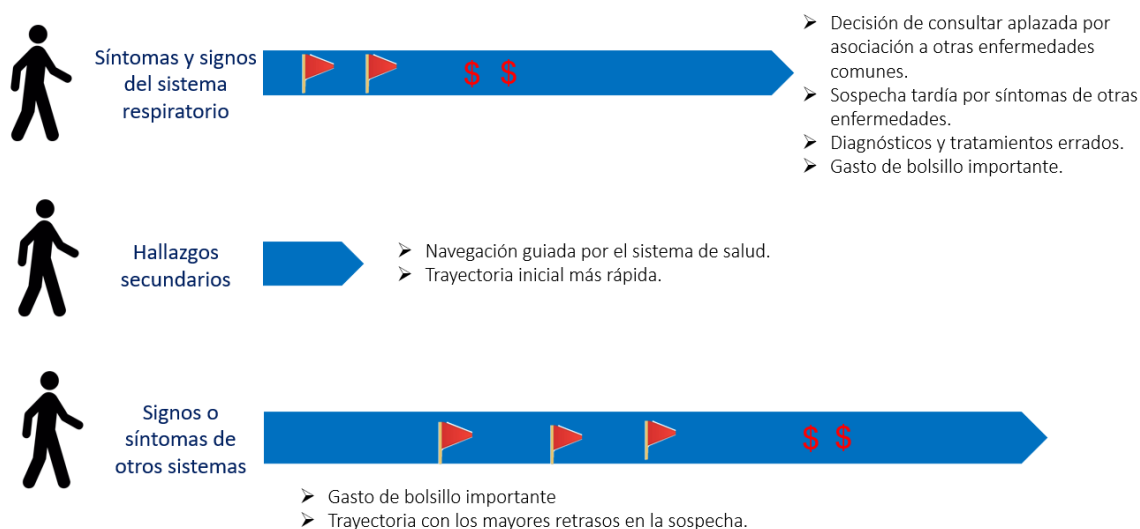 Síntomas y signos
del sistema
respiratorio
$ $
➢ Decisión de consultar aplazada por
asociación a otras enfermedades
comunes.
➢ Sospecha tardía por síntomas de otras
enfermedades.
➢ Diagnósticos y tratamientos errados.
➢ Gasto de bolsillo importante.
Hallazgos
secundarios
➢ Navegación guiada por el sistema de salud.
➢ Trayectoria inicial más rápida.
Signos o
síntomas de
otros sistemas
$ $
➢ Gasto de bolsillo importante
➢ Trayectoria con los mayores retrasos en la sospecha.